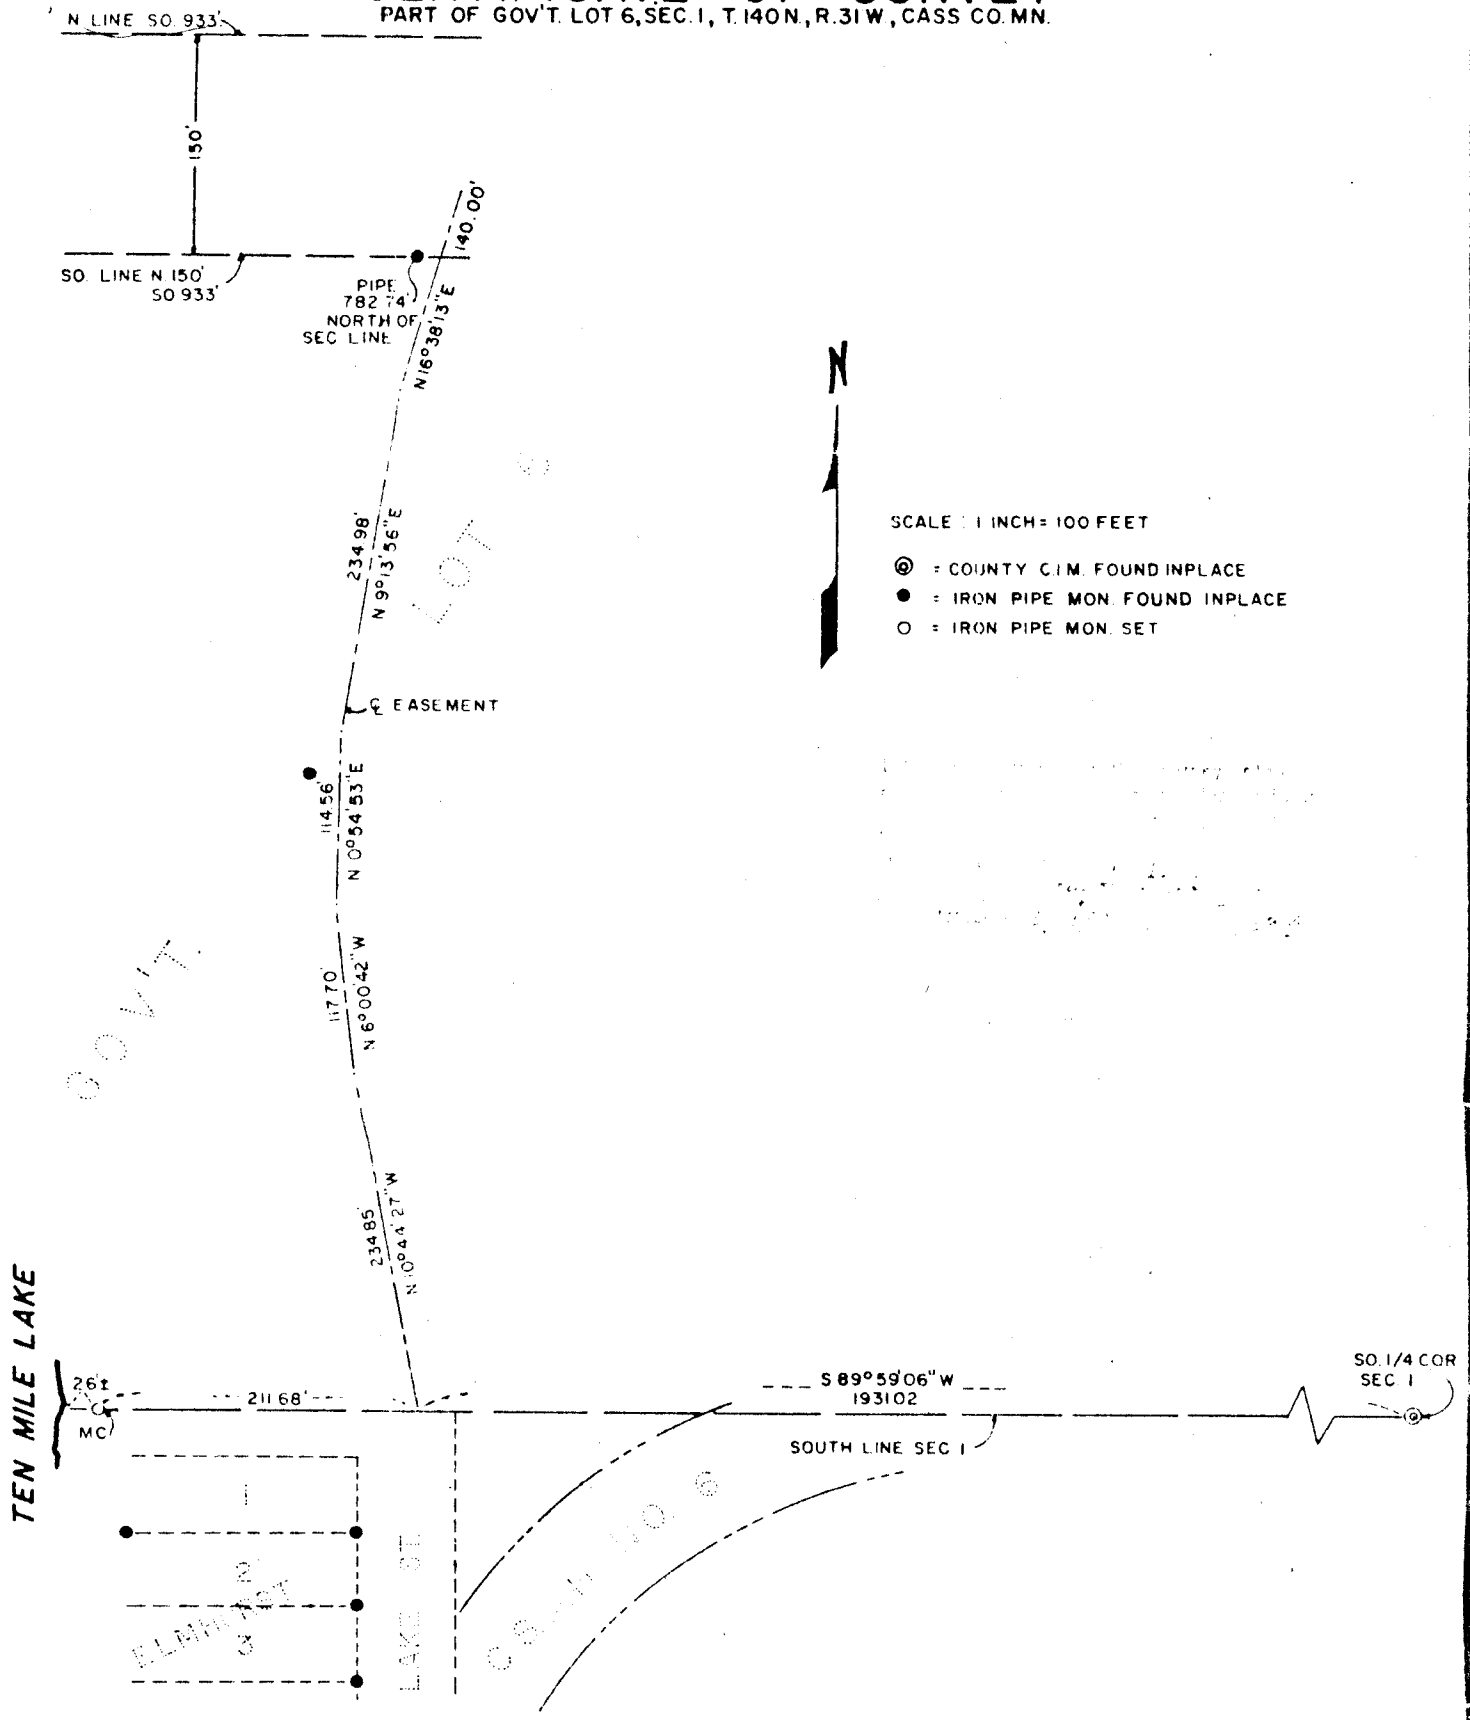 PART OF GOV'T. LOT 6, SEC. 1, T. 140 N., R. 31 W., CASS CO. MN.
N LINE SO. 933'
150'
140.00'
SO. LINE N. 150'
SO 933'
PIPE
782 74'
NORTH OF
SEC LINE
N 16° 38' 13" E
N
LOT 6
234.98'
N 9° 13' 56" E
SCALE : 1 INCH = 100 FEET
= COUNTY C.I.M. FOUND INPLACE
= IRON PIPE MON. FOUND INPLACE
= IRON PIPE MON. SET
℄ EASEMENT
114.56'
N 0° 54' 53" E
GOV'T.
117.70'
N 6° 00' 42" W
234.85'
N 10° 44' 27" W
TEN MILE LAKE
26'±
MC
211 68'
S 89° 59' 06" W
1931 02
SO. 1/4 COR
SEC. 1
SOUTH LINE SEC 1
1
2
ELMHURST
3
LAKE ST.
NO. 6